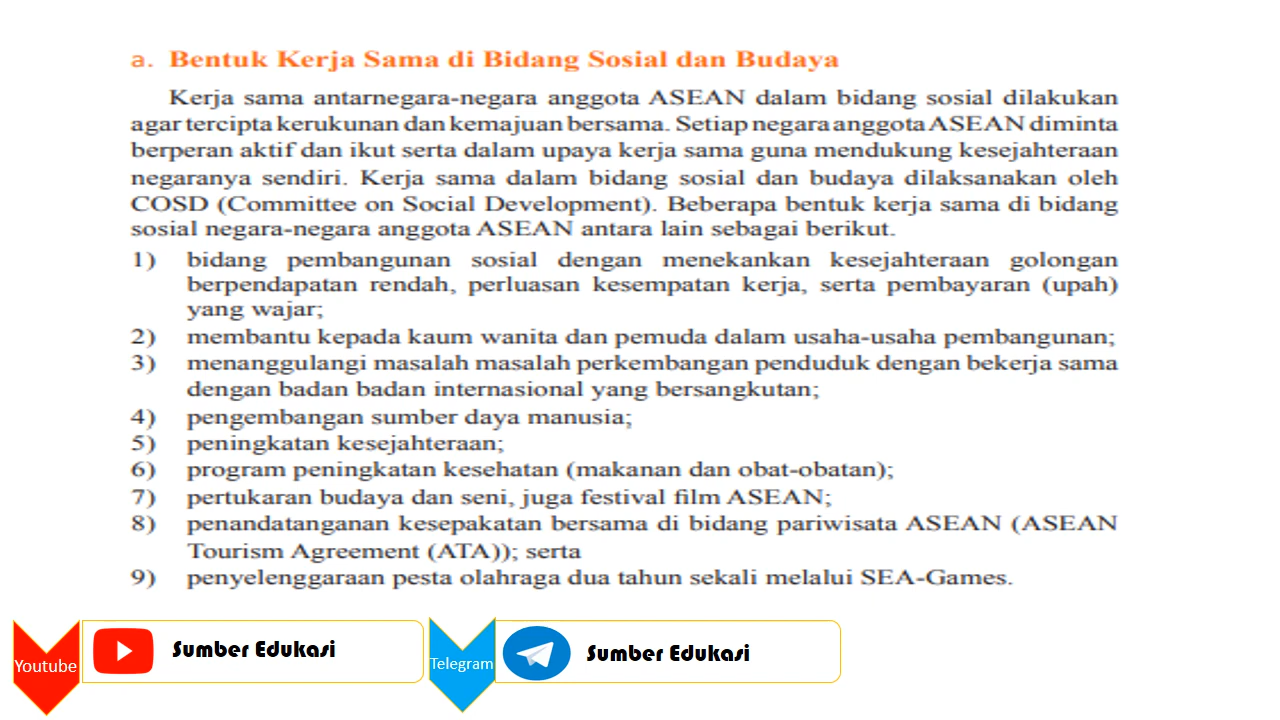 a. Bentuk Kerja Sama di Bidang Sosial dan Budaya
Kerja sama antarnegara-negara anggota ASEAN dalam bidang sosial dilakukan
agar tercipta kerukunan dan kemajuan bersama. Setiap negara anggota ASEAN diminta
berperan aktif dan ikut serta dalam upaya kerja sama guna mendukung kesejahteraan
negaranya sendiri. Kerja sama dalam bidang sosial dan budaya dilaksanakan oleh
COSD (Committee on Social Development). Beberapa bentuk kerja sama di bidang
sosial negara-negara anggota ASEAN antara lain sebagai berikut.
1) bidang pembangunan sosial dengan menekankan kesejahteraan golongan
berpendapatan rendah, perluasan kesempatan kerja, serta pembayaran (upah)
yang wajar;
2) membantu kepada kaum wanita dan pemuda dalam usaha-usaha pembangunan;
3) menanggulangi masalah masalah perkembangan penduduk dengan bekerja sama
dengan badan badan internasional yang bersangkutan;
4) pengembangan sumber daya manusia;
5) peningkatan kesejahteraan;
6) program peningkatan kesehatan (makanan dan obat-obatan);
7) pertukaran budaya dan seni, juga festival film ASEAN;
8) penandatanganan kesepakatan bersama di bidang pariwisata ASEAN (ASEAN
Tourism Agreement (ATA)); serta
9) penyelenggaraan pesta olahraga dua tahun sekali melalui SEA-Games.
Youtube
Sumber Edukasi
Telegram
Sumber Edukasi